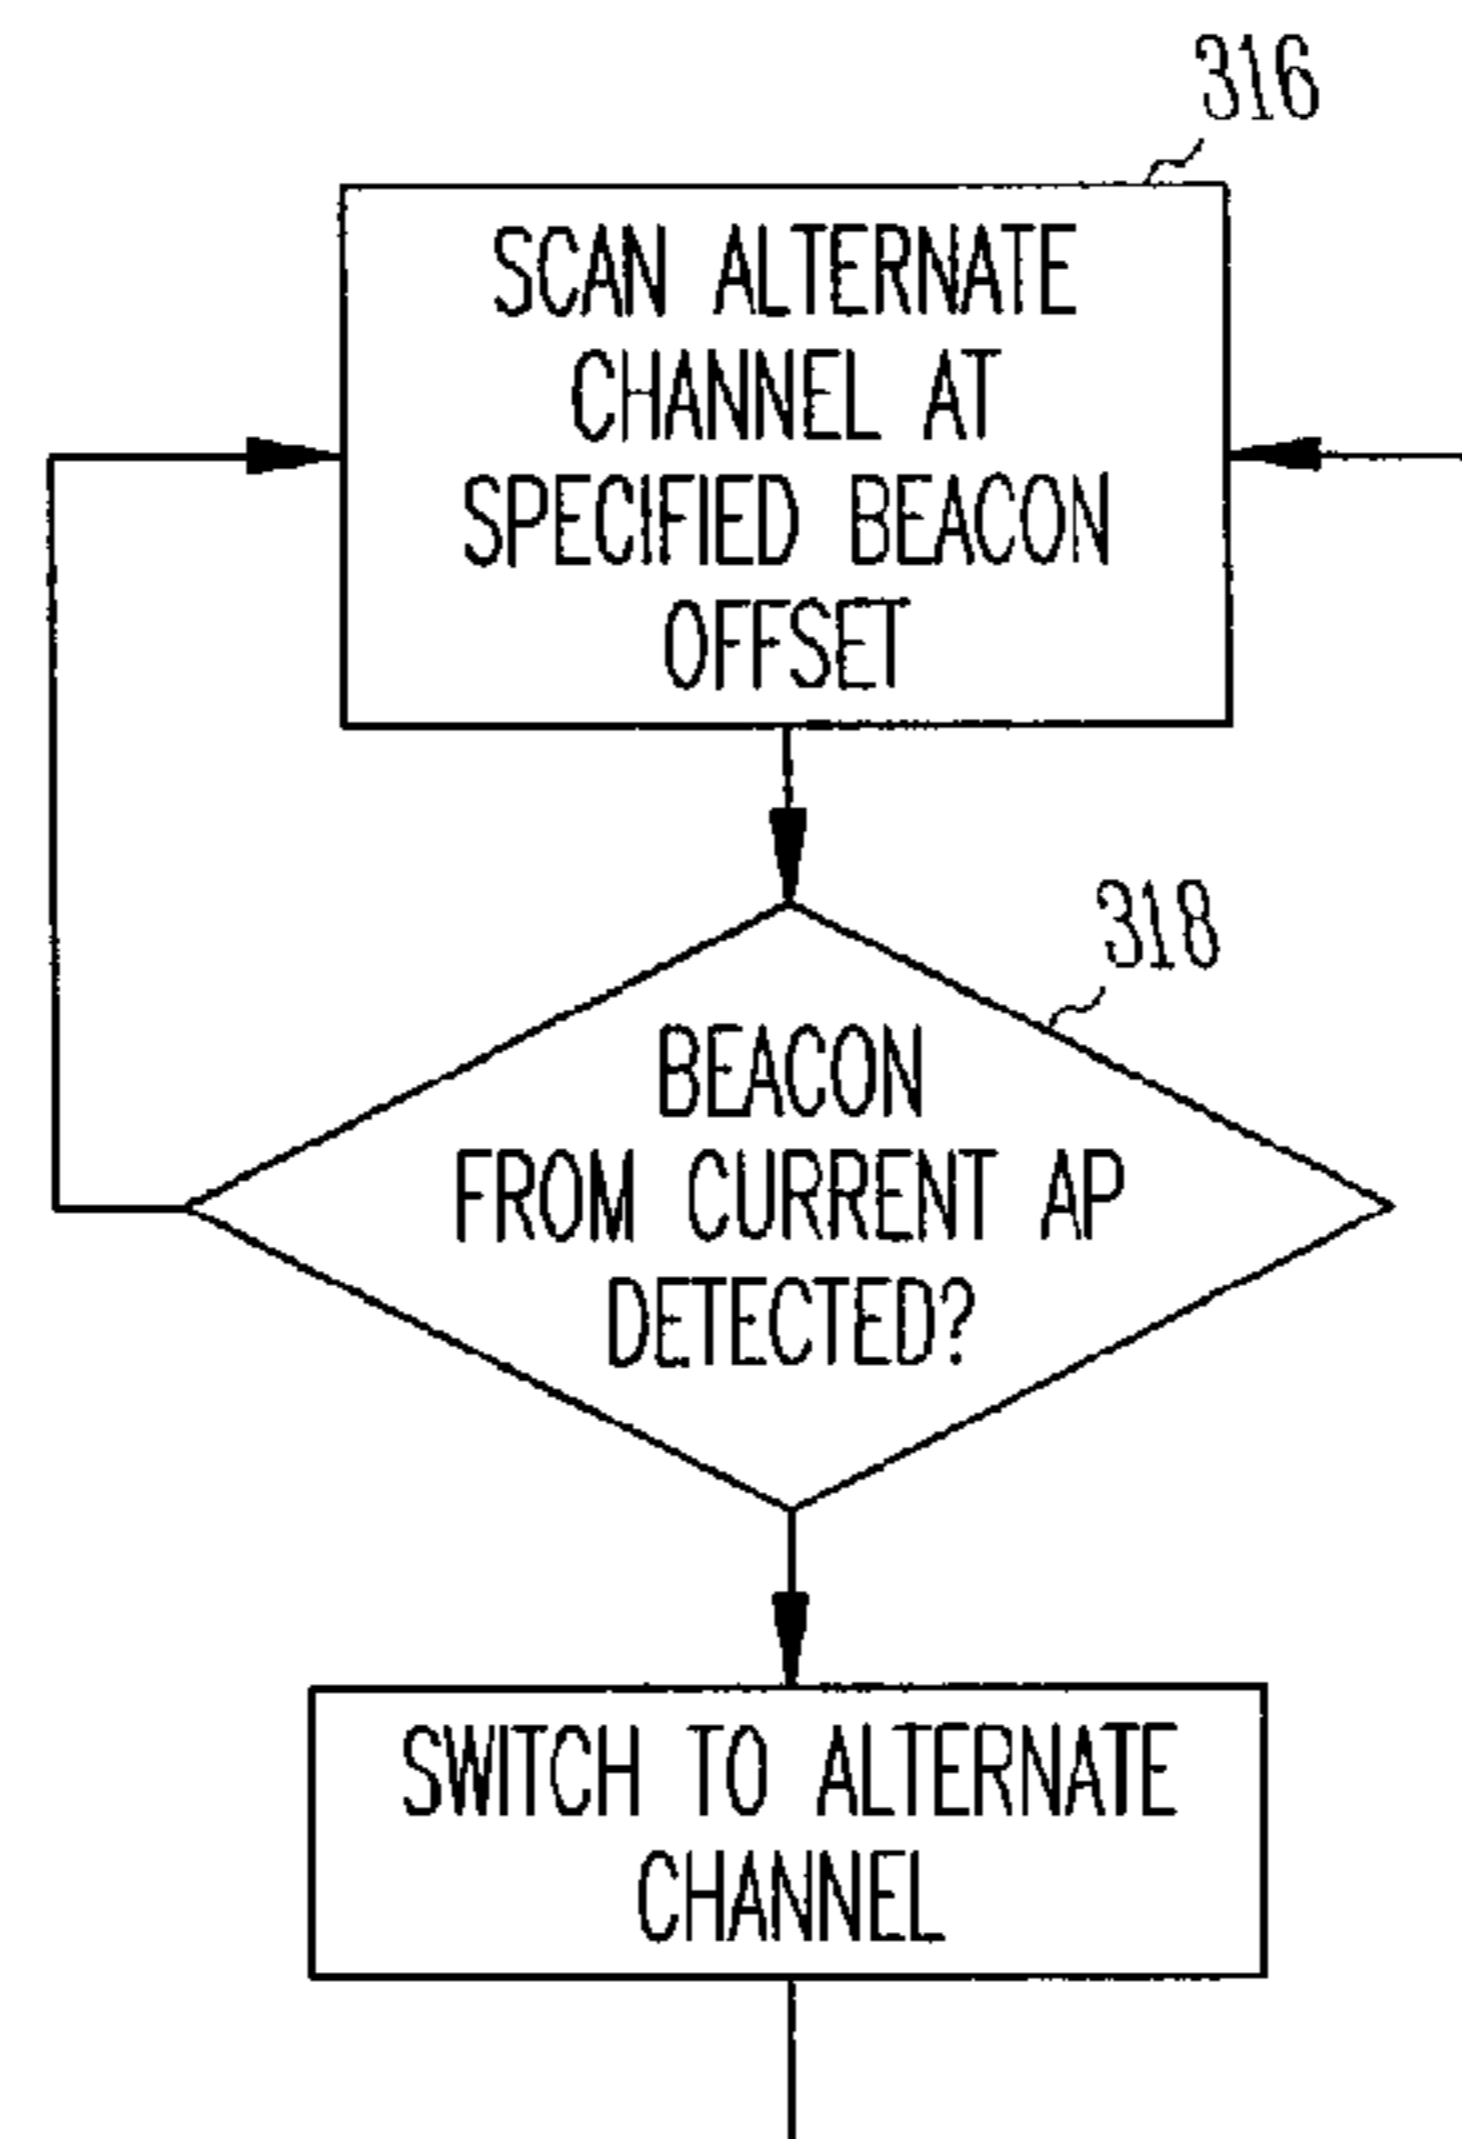 316
SCAN ALTERNATE
CHANNEL AT
SPECIFIED BEACON
OFFSET
318
BEACON
FROM CURRENT AP
DETECTED?
SWITCH TO ALTERNATE
CHANNEL